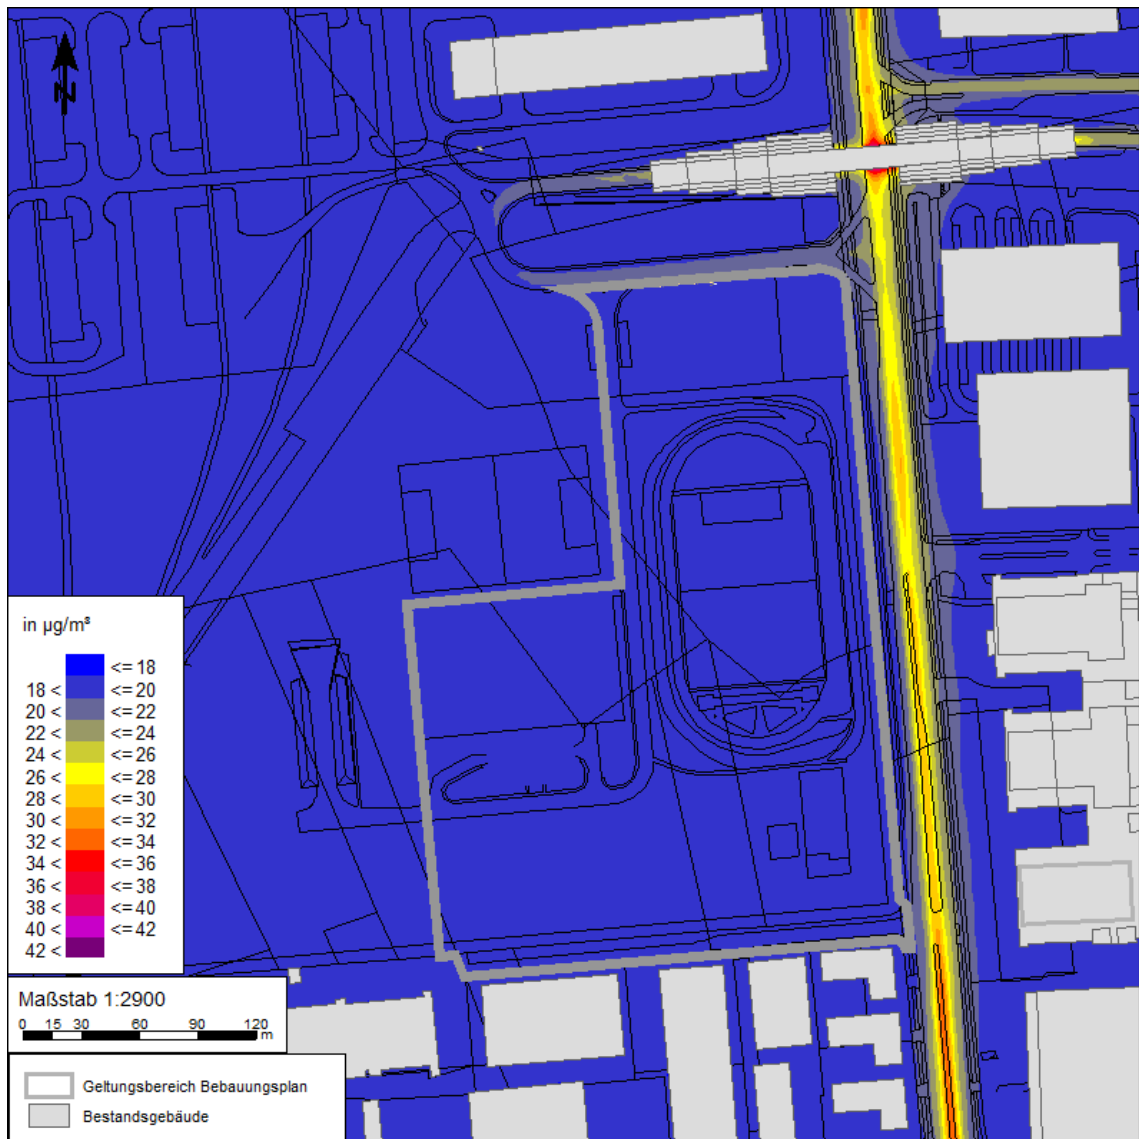 N
in µg/m³
<= 18
18 < <= 20
20 < <= 22
22 < <= 24
24 < <= 26
26 < <= 28
28 < <= 30
30 < <= 32
32 < <= 34
34 < <= 36
36 < <= 38
38 < <= 40
40 < <= 42
42 <
Maßstab 1:2900
0 15 30 60 90 120
m
Geltungsbereich Bebauungsplan
Bestandsgebäude